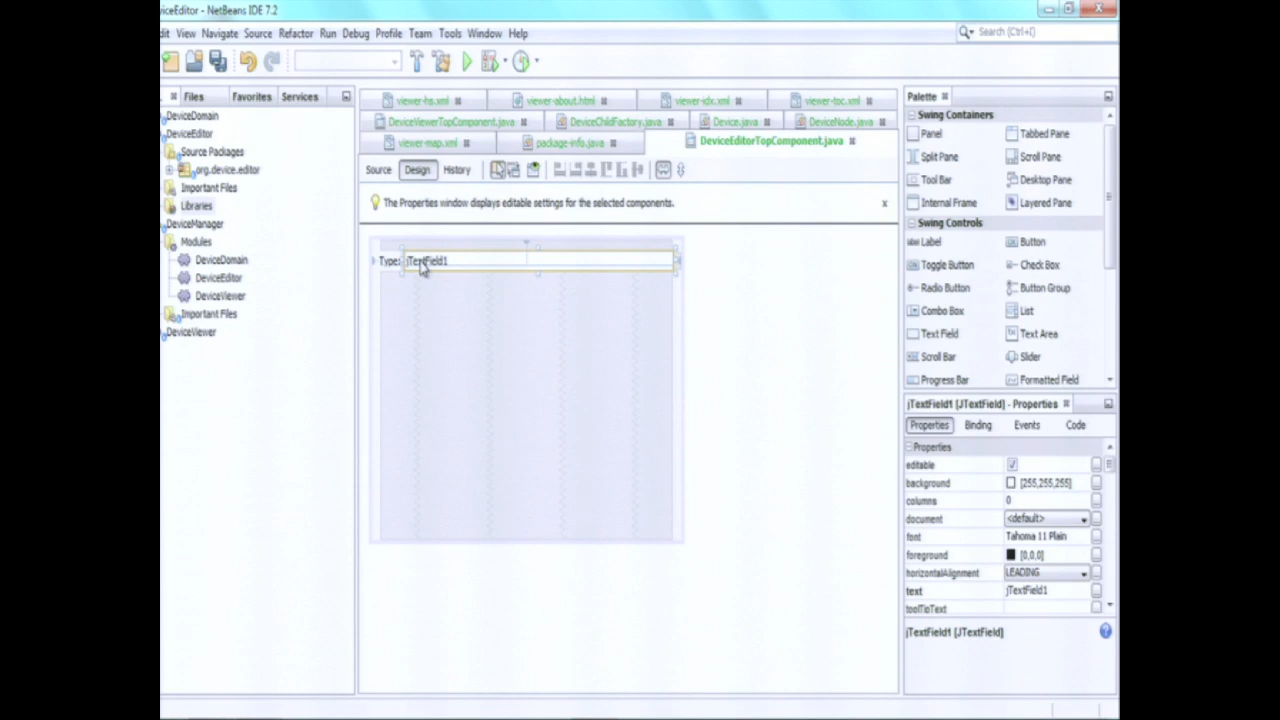 viceEditor - NetBeans IDE 7.2
dit View Navigate Source Refactor Run Debug Profile Team Tools Window Help
Search (Ctrl+I)
Files Favorites Services
DeviceDomain
DeviceEditor
Source Packages
org.device.editor
Important Files
Libraries
DeviceManager
Modules
DeviceDomain
DeviceEditor
DeviceViewer
Important Files
DeviceViewer
viewer-hs.xml viewer-about.html viewer-idx.xml viewer-toc.xml
DeviceViewerTopComponent.java DeviceChildFactory.java Device.java DeviceNode.java
viewer-map.xml package-info.java DeviceEditorTopComponent.java
Source Design History
The Properties window displays editable settings for the selected components. x
Type: jTextField1
Palette
Swing Containers
Panel Tabbed Pane
Split Pane Scroll Pane
Tool Bar Desktop Pane
Internal Frame Layered Pane
Swing Controls
Label Button
Toggle Button Check Box
Radio Button Button Group
Combo Box List
Text Field Text Area
Scroll Bar Slider
Progress Bar Formatted Field
jTextField1 [JTextField] - Properties
Properties Binding Events Code
Properties
editable
background [255,255,255]
columns 0
document <default>
font Tahoma 11 Plain
foreground [0,0,0]
horizontalAlignment LEADING
text jTextField1
toolTipText
jTextField1 [JTextField]